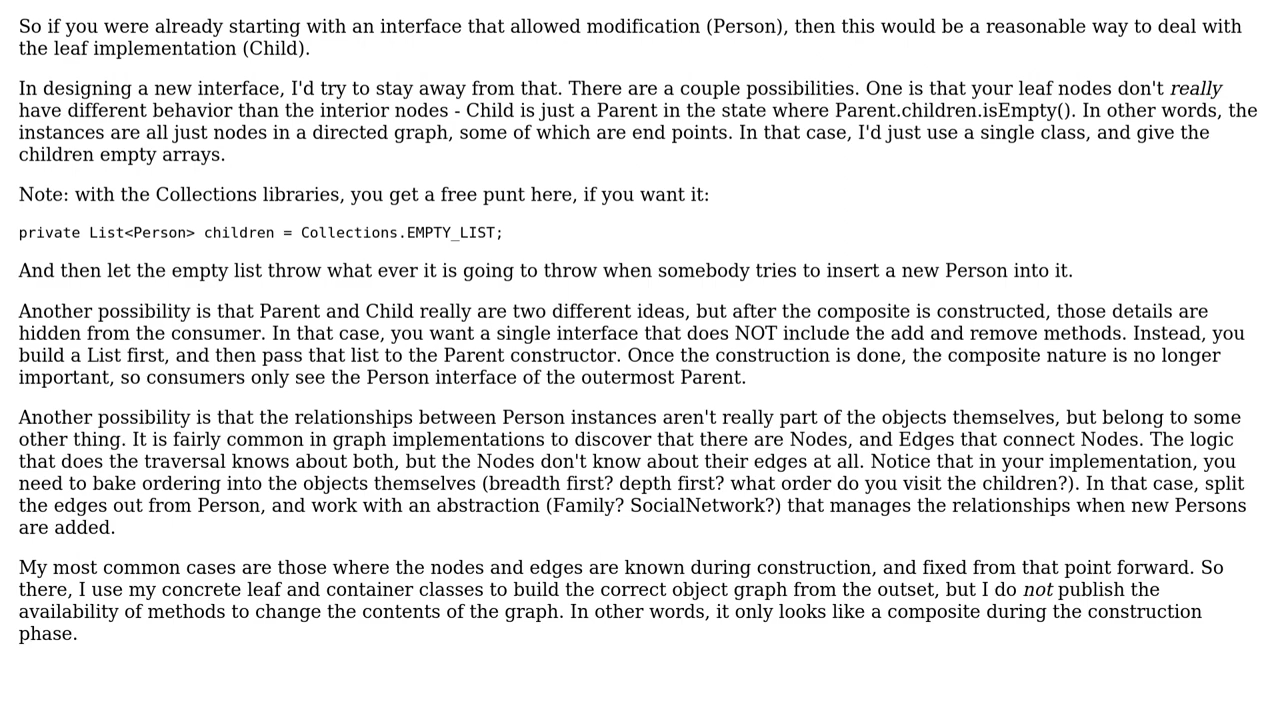 So if you were already starting with an interface that allowed modification (Person), then this would be a reasonable way to deal with
the leaf implementation (Child).
In designing a new interface, I'd try to stay away from that. There are a couple possibilities. One is that your leaf nodes don't really
have different behavior than the interior nodes - Child is just a Parent in the state where Parent.children.isEmpty(). In other words, the
instances are all just nodes in a directed graph, some of which are end points. In that case, I'd just use a single class, and give the
children empty arrays.
Note: with the Collections libraries, you get a free punt here, if you want it:
private List<Person> children = Collections.EMPTY_LIST;
And then let the empty list throw what ever it is going to throw when somebody tries to insert a new Person into it.
Another possibility is that Parent and Child really are two different ideas, but after the composite is constructed, those details are
hidden from the consumer. In that case, you want a single interface that does NOT include the add and remove methods. Instead, you
build a List first, and then pass that list to the Parent constructor. Once the construction is done, the composite nature is no longer
important, so consumers only see the Person interface of the outermost Parent.
Another possibility is that the relationships between Person instances aren't really part of the objects themselves, but belong to some
other thing. It is fairly common in graph implementations to discover that there are Nodes, and Edges that connect Nodes. The logic
that does the traversal knows about both, but the Nodes don't know about their edges at all. Notice that in your implementation, you
need to bake ordering into the objects themselves (breadth first? depth first? what order do you visit the children?). In that case, split
the edges out from Person, and work with an abstraction (Family? SocialNetwork?) that manages the relationships when new Persons
are added.
My most common cases are those where the nodes and edges are known during construction, and fixed from that point forward. So
there, I use my concrete leaf and container classes to build the correct object graph from the outset, but I do not publish the
availability of methods to change the contents of the graph. In other words, it only looks like a composite during the construction
phase.